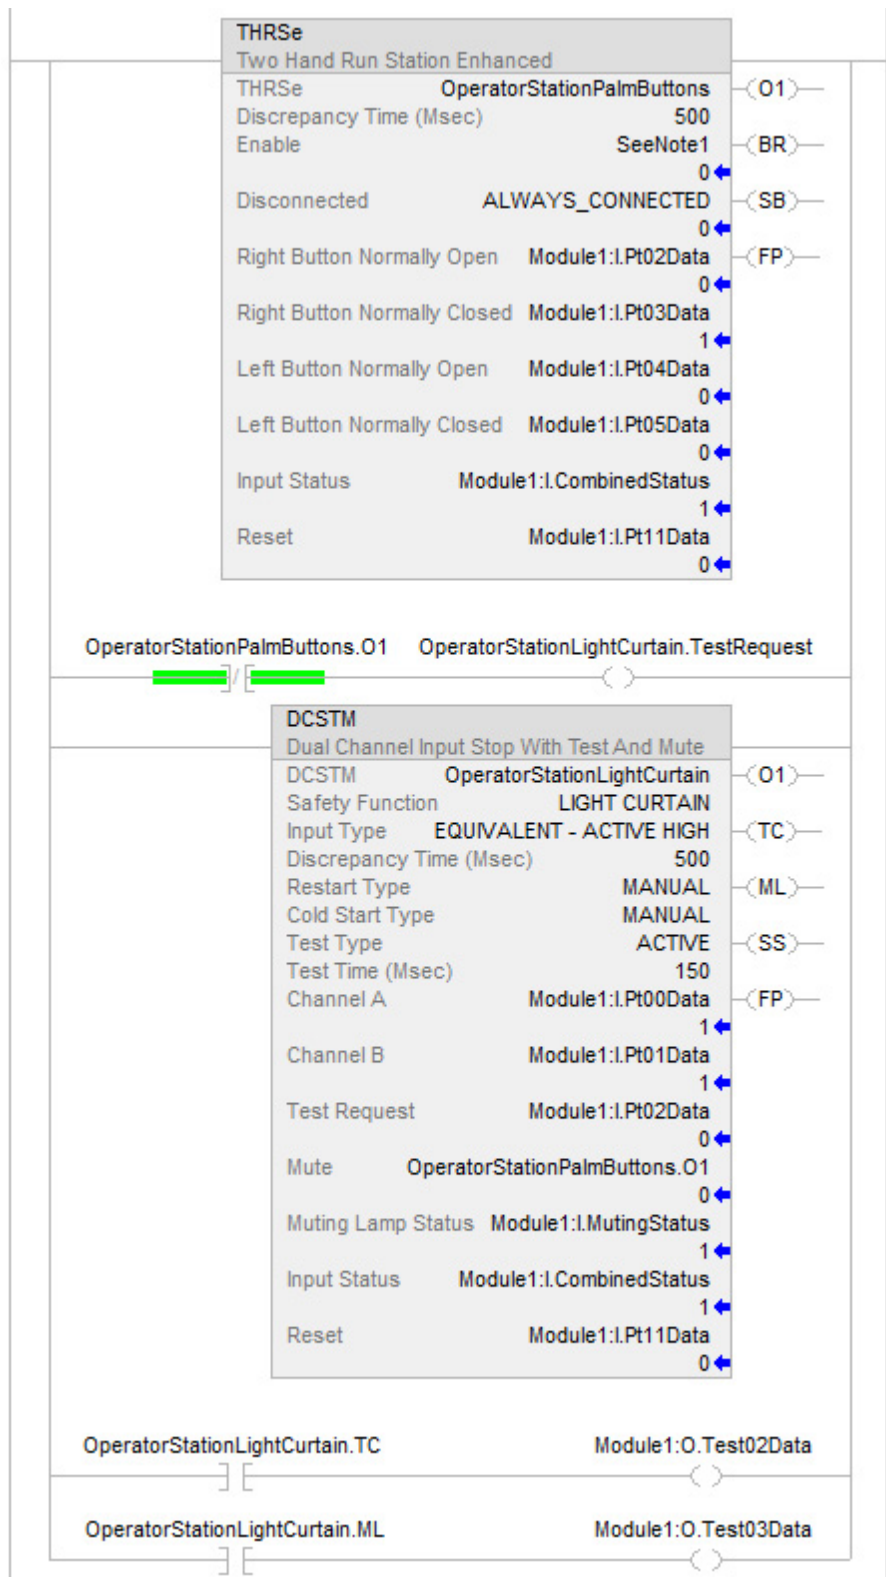 THRSe
Two Hand Run Station Enhanced
THRSe OperatorStationPalmButtons O1
Discrepancy Time (Msec) 500
Enable SeeNote1 BR
0
Disconnected ALWAYS_CONNECTED SB
0
Right Button Normally Open Module1:I.Pt02Data FP
0
Right Button Normally Closed Module1:I.Pt03Data
1
Left Button Normally Open Module1:I.Pt04Data
0
Left Button Normally Closed Module1:I.Pt05Data
0
Input Status Module1:I.CombinedStatus
1
Reset Module1:I.Pt11Data
0
OperatorStationPalmButtons.O1 OperatorStationLightCurtain.TestRequest
DCSTM
Dual Channel Input Stop With Test And Mute
DCSTM OperatorStationLightCurtain O1
Safety Function LIGHT CURTAIN
Input Type EQUIVALENT - ACTIVE HIGH TC
Discrepancy Time (Msec) 500
Restart Type MANUAL ML
Cold Start Type MANUAL
Test Type ACTIVE SS
Test Time (Msec) 150
Channel A Module1:I.Pt00Data FP
1
Channel B Module1:I.Pt01Data
1
Test Request Module1:I.Pt02Data
0
Mute OperatorStationPalmButtons.O1
0
Muting Lamp Status Module1:I.MutingStatus
1
Input Status Module1:I.CombinedStatus
1
Reset Module1:I.Pt11Data
0
OperatorStationLightCurtain.TC Module1:O.Test02Data
OperatorStationLightCurtain.ML Module1:O.Test03Data